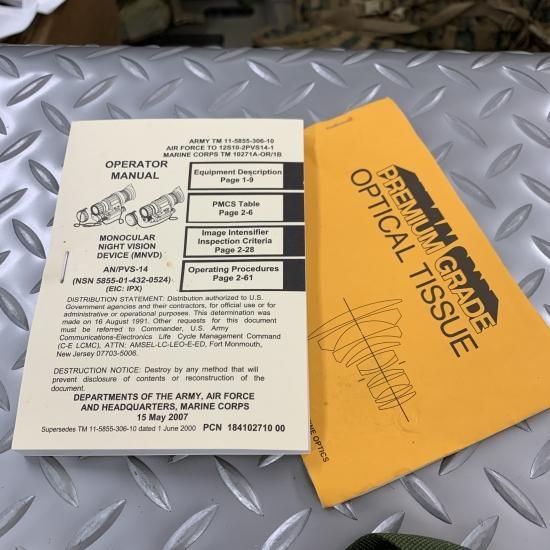 ARMY TM 11-5855-306-10
AIR FORCE TO 12S10-2PVS14-1
MARINE CORPS TM 10271A-OR/1B
OPERATOR
MANUAL
Equipment Description
Page 1-9
PMCS Table
Page 2-6
Image Intensifier
Inspection Criteria
Page 2-28
Operating Procedures
Page 2-61
MONOCULAR
NIGHT VISION
DEVICE (MNVD)
AN/PVS-14
(NSN 5855-01-432-0524)
(EIC: IPX)
DISTRIBUTION STATEMENT: Distribution authorized to U.S.
Government agencies and their contractors, for official use or for
administrative or operational purposes. This determination was
made on 16 August 1991. Other requests for this document
must be referred to Commander, U.S. Army
Communications-Electronics Life Cycle Management Command
(C-E LCMC), ATTN: AMSEL-LC-LEO-E-ED, Fort Monmouth,
New Jersey 07703-5006.
DESTRUCTION NOTICE: Destroy by any method that will
prevent disclosure of contents or reconstruction of the
document.
DEPARTMENTS OF THE ARMY, AIR FORCE
AND HEADQUARTERS, MARINE CORPS
15 May 2007
Supersedes TM 11-5855-306-10 dated 1 June 2000 PCN 184102710 00
PREMIUM GRADE
OPTICAL TISSUE
OPTICS